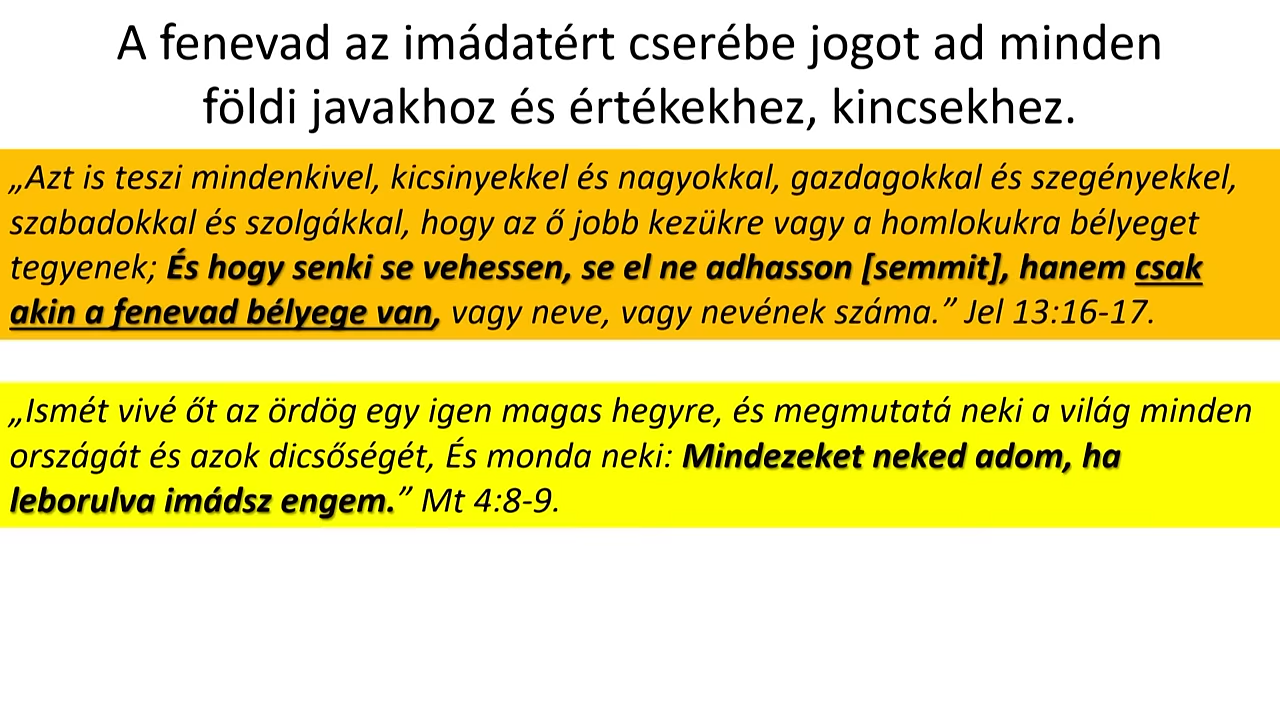 A fenevad az imádatért cserébe jogot ad minden
földi javakhoz és értékekhez, kincsekhez.
„Azt is teszi mindenkivel, kicsinyekkel és nagyokkal, gazdagokkal és szegényekkel,
szabadokkal és szolgákkal, hogy az ő jobb kezükre vagy a homlokukra bélyeget
tegyenek; És hogy senki se vehessen, se el ne adhasson [semmit], hanem csak
akin a fenevad bélyege van, vagy neve, vagy nevének száma.” Jel 13:16-17.
„Ismét vivé őt az ördög egy igen magas hegyre, és megmutatá neki a világ minden
országát és azok dicsőségét, És monda neki: Mindezeket neked adom, ha
leborulva imádsz engem.” Mt 4:8-9.